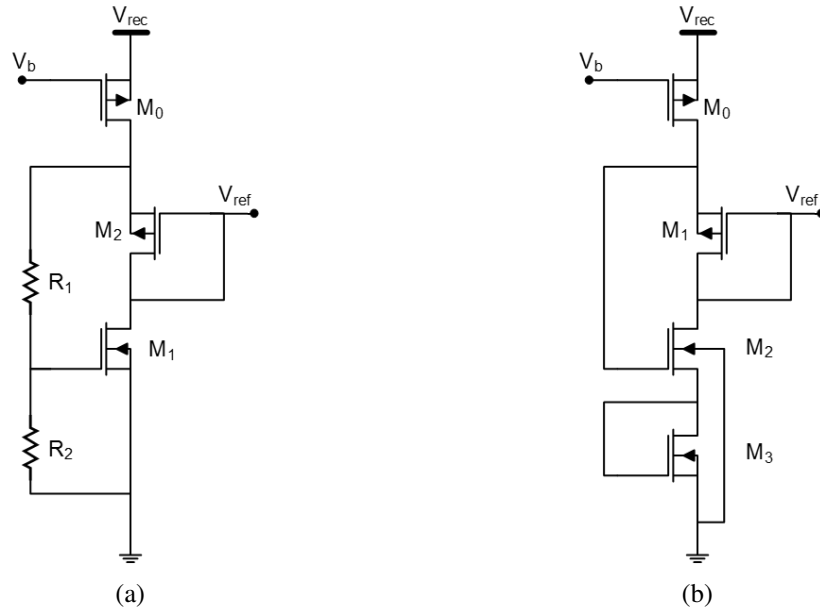 V_rec V_rec
V_b V_b
M_0 M_0
V_ref V_ref
M_2 M_1
R_1
M_1 M_2
R_2 M_3
(a) (b)